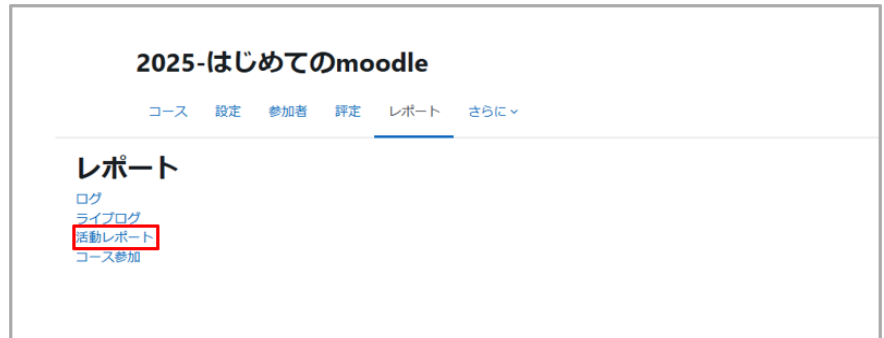 2025-はじめてのmoodle
コース 設定 参加者 評定 レポート さらに
レポート
ログ
ライブログ
活動レポート
コース参加